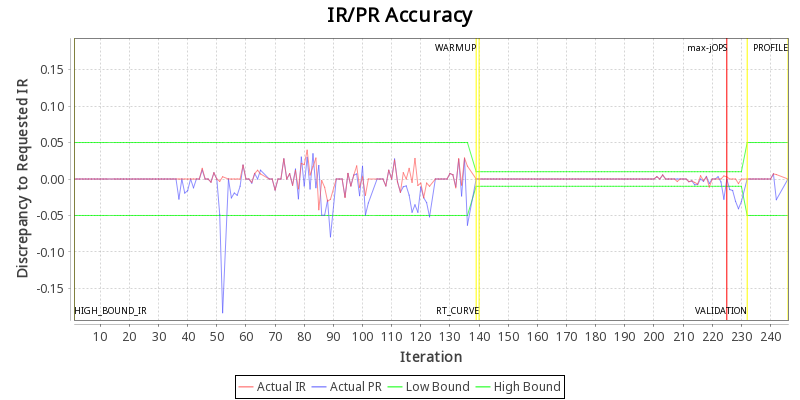 IR/PR Accuracy
WARMUP
max-jOPS
PROFILE
0.15
0.10
0.05
0.00
-0.05
-0.10
-0.15
Discrepancy to Requested IR
HIGH_BOUND_IR
RT_CURVE
VALIDATION
10 20 30 40 50 60 70 80 90 100 110 120 130 140 150 160 170 180 190 200 210 220 230 240
Iteration
Actual IR Actual PR Low Bound High Bound